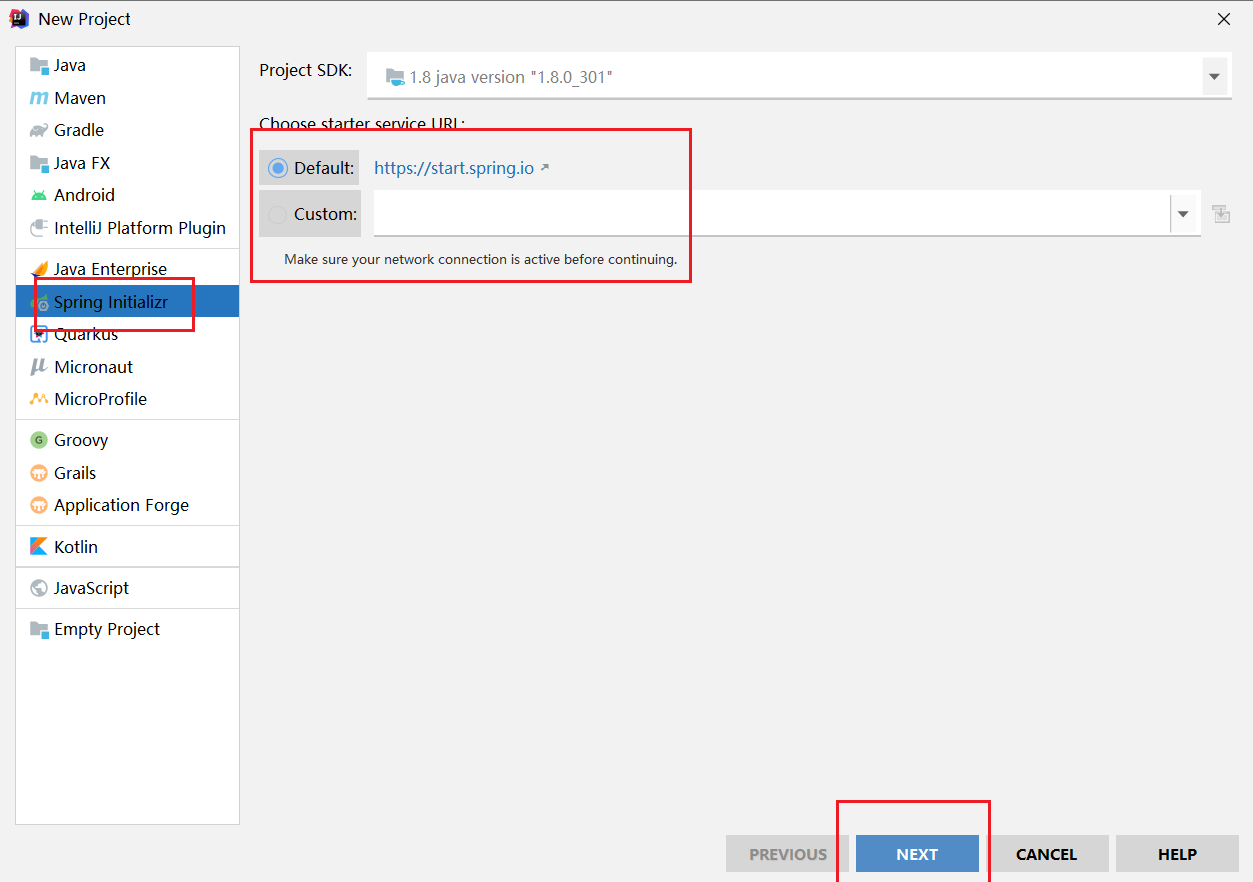 New Project
Java
Maven
Gradle
Java FX
Android
IntelliJ Platform Plugin
Java Enterprise
Spring Initializr
Quarkus
Micronaut
MicroProfile
Groovy
Grails
Application Forge
Kotlin
JavaScript
Empty Project
Project SDK: 1.8 java version "1.8.0_301"
Choose starter service URL:
Default: https://start.spring.io
Custom:
Make sure your network connection is active before continuing.
PREVIOUS NEXT CANCEL HELP